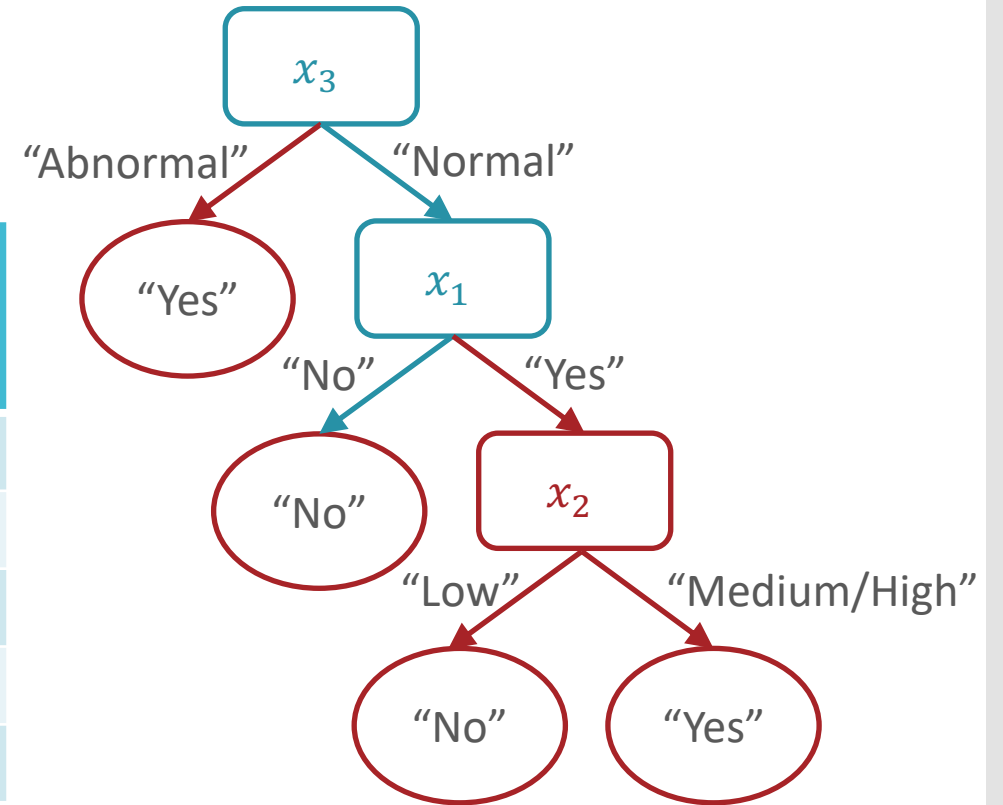 x₃
“Abnormal” “Normal”
“Yes” x₁
“No” “Yes”
“No” x₂
“Low” “Medium/High”
“No” “Yes”